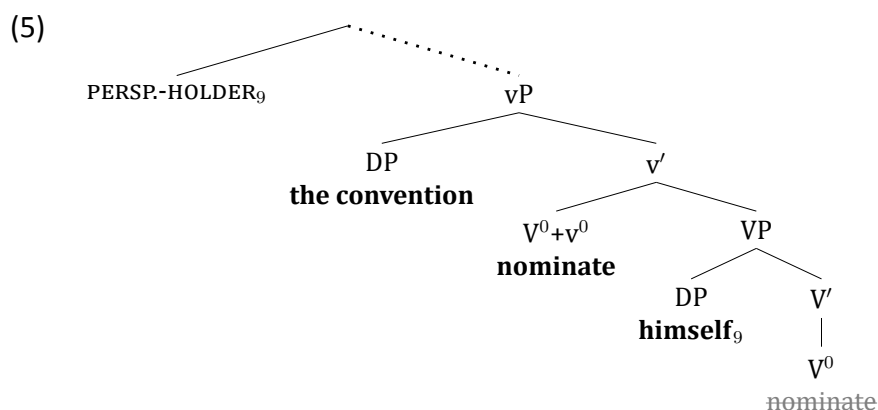 (5)
PERSP.-HOLDER₉ vP
DP v′
the convention
V⁰+v⁰ VP
nominate
DP V′
himself₉
V⁰
nominate